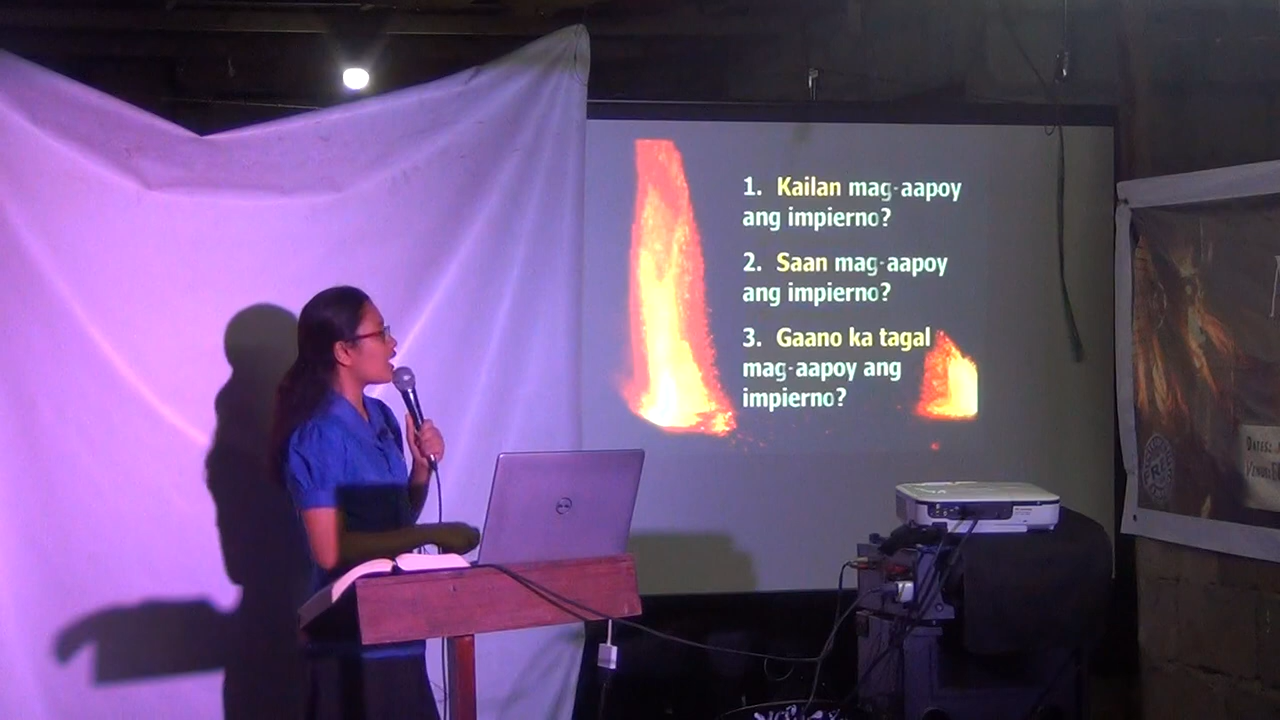 1. Kailan mag-aapoy
ang impierno?
2. Saan mag-aapoy
ang impierno?
3. Gaano ka tagal
mag-aapoy ang
impierno?
DELL